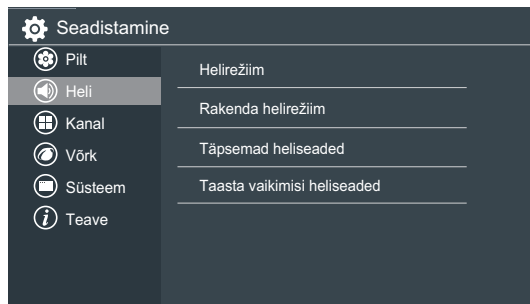 Seadistamine
Pilt
Heli
Kanal
Võrk
Süsteem
Teave
Helirežiim
Rakenda helirežiim
Täpsemad heliseaded
Taasta vaikimisi heliseaded